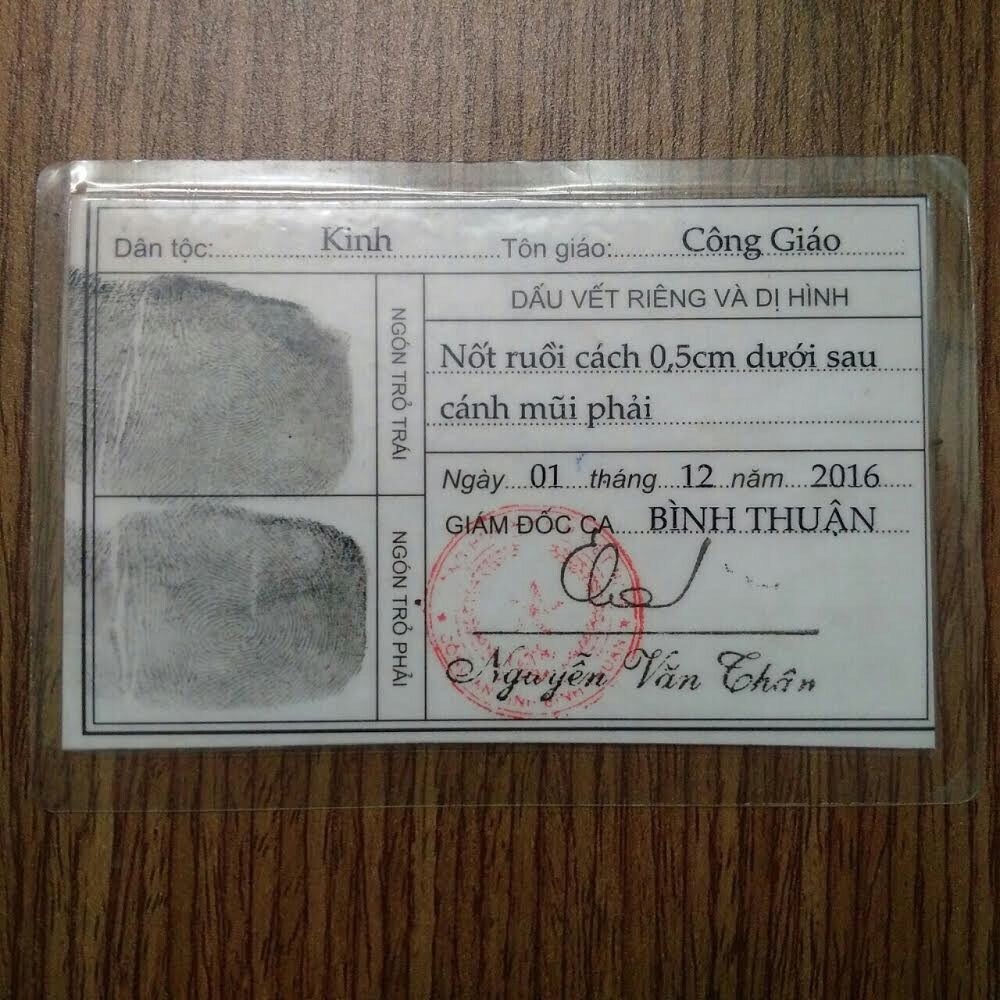 Dân tộc: Kinh Tôn giáo: Công Giáo
NGÓN TRỎ TRÁI
NGÓN TRỎ PHẢI
DẤU VẾT RIÊNG VÀ DỊ HÌNH
Nốt ruồi cách 0,5cm dưới sau
cánh mũi phải
Ngày 01 tháng 12 năm 2016
GIÁM ĐỐC CA BÌNH THUẬN
Nguyễn Văn Thân